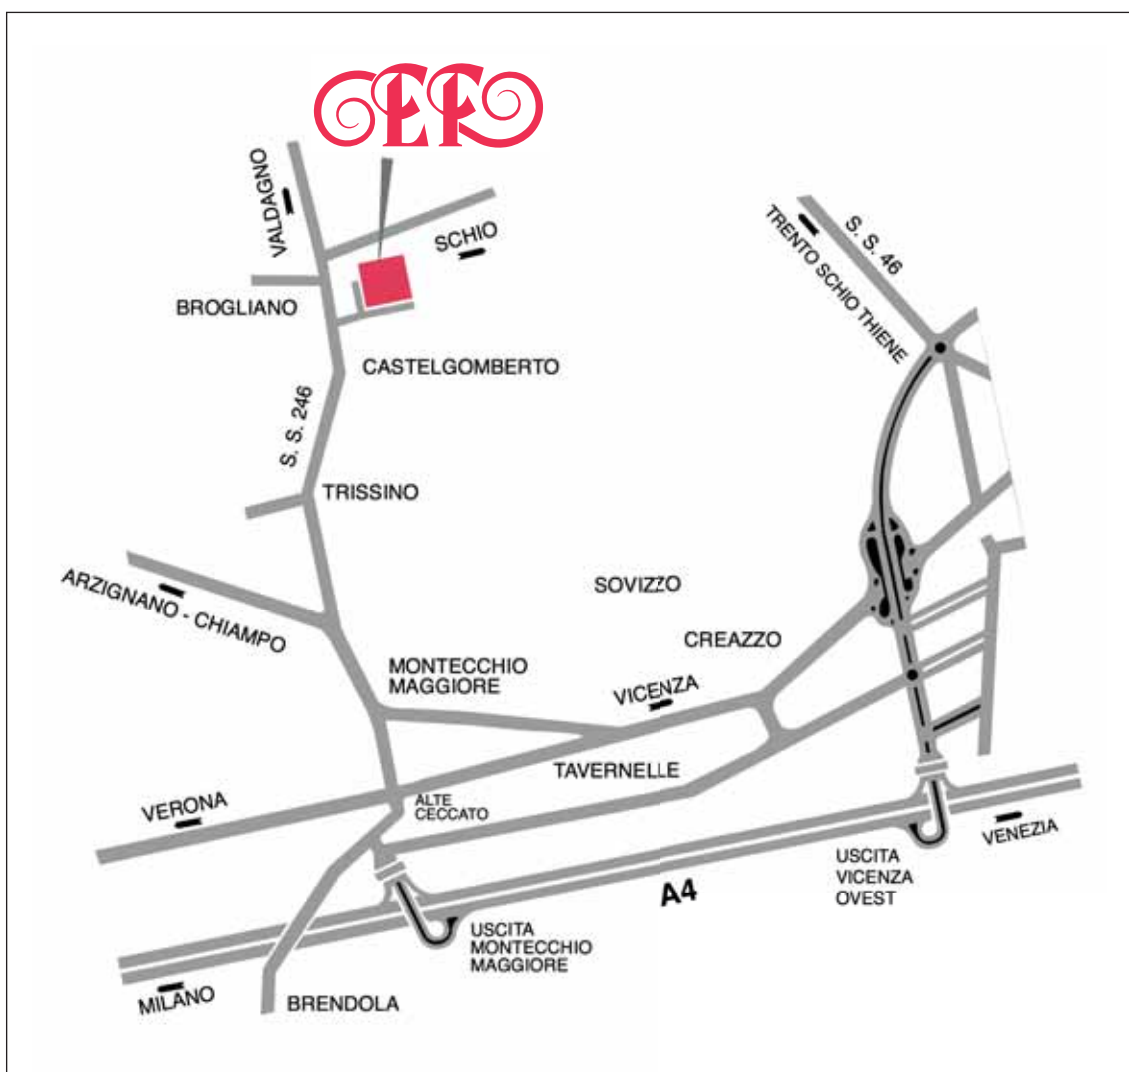 VALDAGNO
SCHIO
BROGLIANO
CASTELGOMBERTO
S. S. 246
TRISSINO
ARZIGNANO - CHIAMPO
MONTECCHIO
MAGGIORE
S. S. 46
TRENTO SCHIO THIENE
SOVIZZO
CREAZZO
VICENZA
TAVERNELLE
VERONA
ALTE
CECCATO
VENEZIA
USCITA
VICENZA
OVEST
A4
USCITA
MONTECCHIO
MAGGIORE
MILANO
BRENDOLA